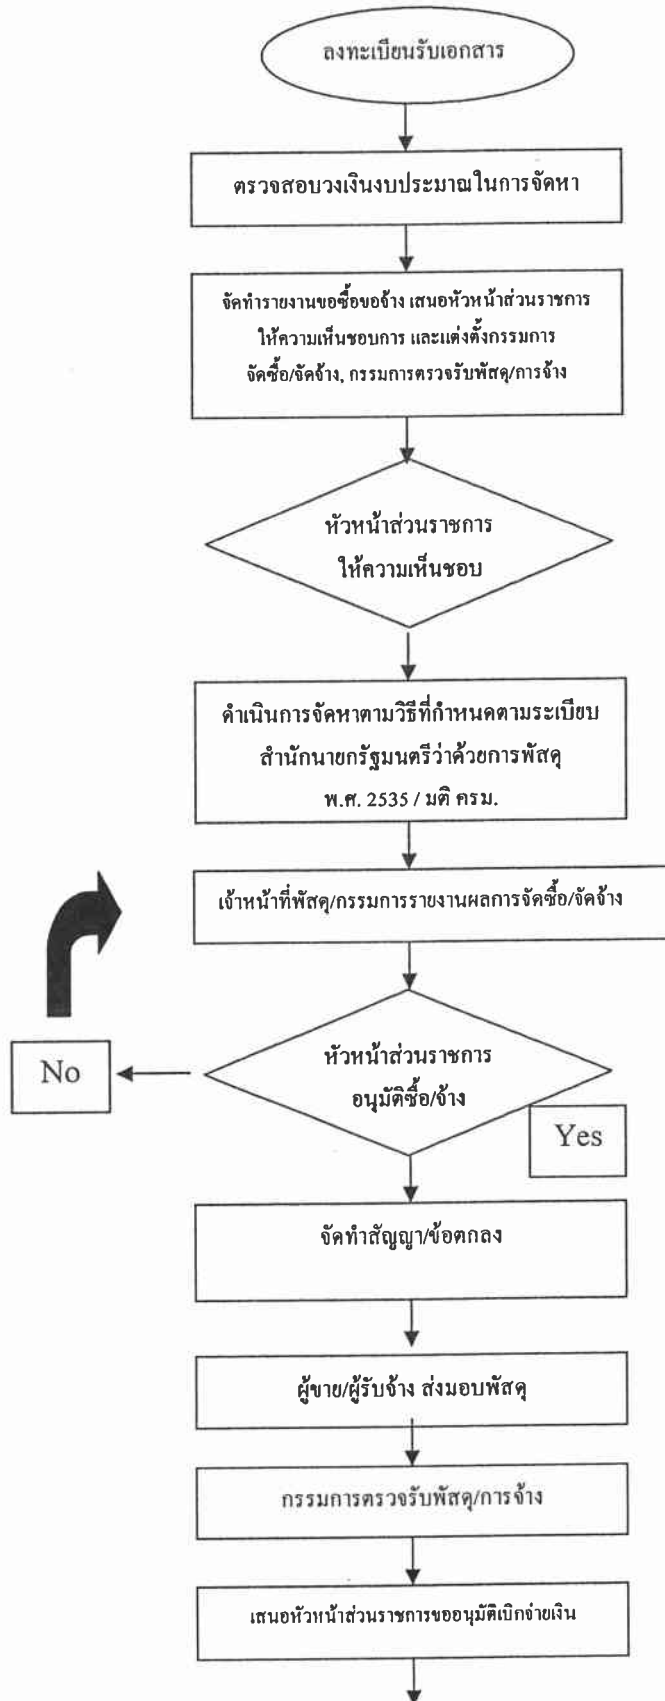 ลงทะเบียนรับเอกสาร
ตรวจสอบวงเงินงบประมาณในการจัดหา
จัดทำรายงานขอซื้อขอจ้าง เสนอหัวหน้าส่วนราชการ
ให้ความเห็นชอบการ และแต่งตั้งกรรมการ
จัดซื้อ/จัดจ้าง, กรรมการตรวจรับพัสดุ/การจ้าง
หัวหน้าส่วนราชการ
ให้ความเห็นชอบ
ดำเนินการจัดหาตามวิธีที่กำหนดตามระเบียบ
สำนักนายกรัฐมนตรีว่าด้วยการพัสดุ
พ.ศ. 2535 / มติ ครม.
เจ้าหน้าที่พัสดุ/กรรมการรายงานผลการจัดซื้อ/จัดจ้าง
หัวหน้าส่วนราชการ
อนุมัติซื้อ/จ้าง
No
Yes
จัดทำสัญญา/ข้อตกลง
ผู้ขาย/ผู้รับจ้าง ส่งมอบพัสดุ
กรรมการตรวจรับพัสดุ/การจ้าง
เสนอหัวหน้าส่วนราชการขออนุมัติเบิกจ่ายเงิน